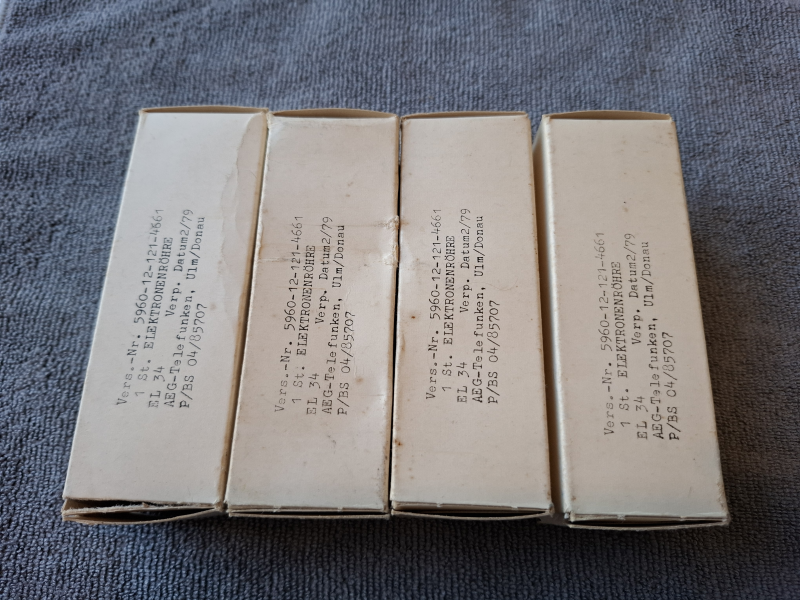 Vers.-Nr. 5960-12-121-4661
1 St. ELEKTRONENRÖHRE
EL 34 Verp. Datum2/79
AEG-Telefunken, Ulm/Donau
P/BS 04/85707
Vers.-Nr. 5960-12-121-4661
1 St. ELEKTRONENRÖHRE
EL 34 Verp. Datum2/79
AEG-Telefunken, Ulm/Donau
P/BS 04/85707
Vers.-Nr. 5960-12-121-4661
1 St. ELEKTRONENRÖHRE
EL 34 Verp. Datum2/79
AEG-Telefunken, Ulm/Donau
P/BS 04/85707
Vers.-Nr. 5960-12-121-4661
1 St. ELEKTRONENRÖHRE
EL 34 Verp. Datum2/79
AEG-Telefunken, Ulm/Donau
P/BS 04/85707